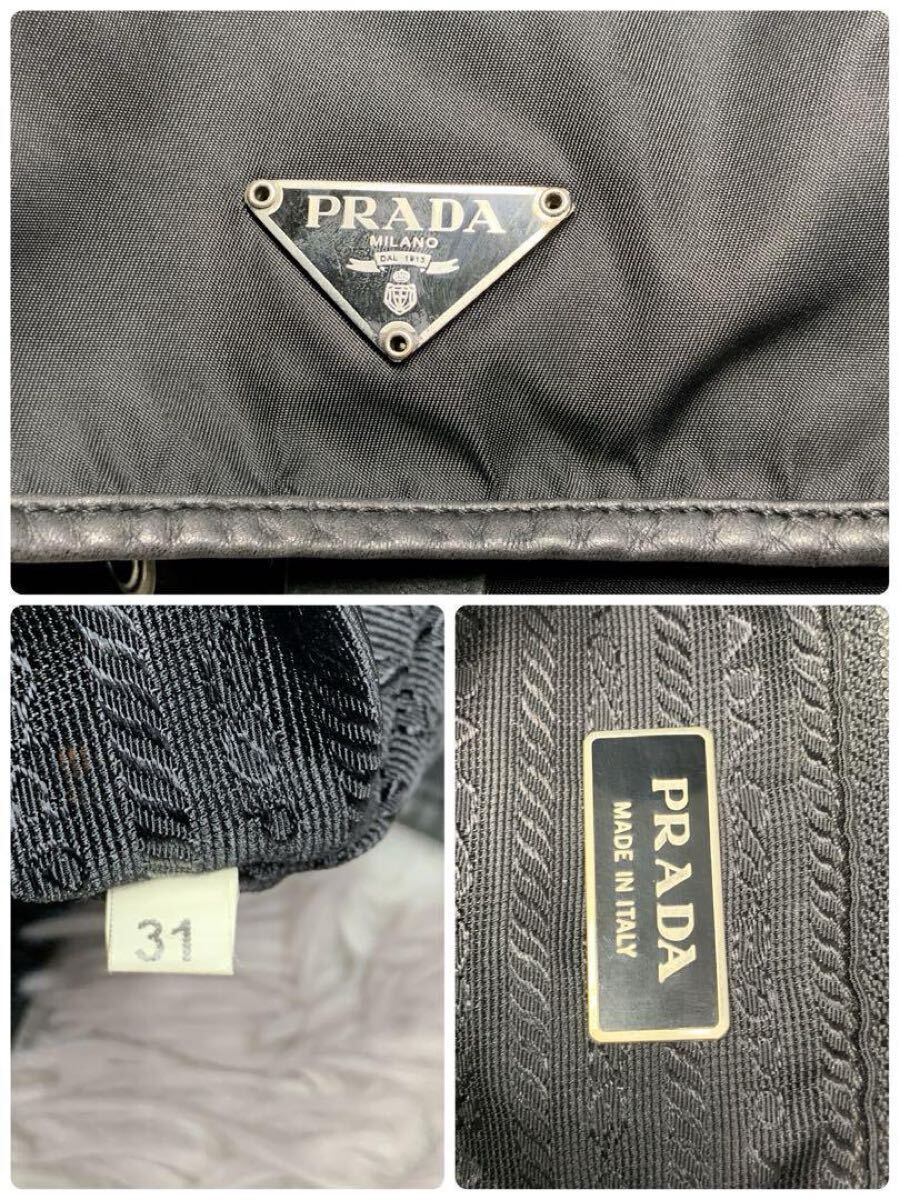 PRADA
MILANO
DAL 1913
31
PRADA
MADE IN ITALY